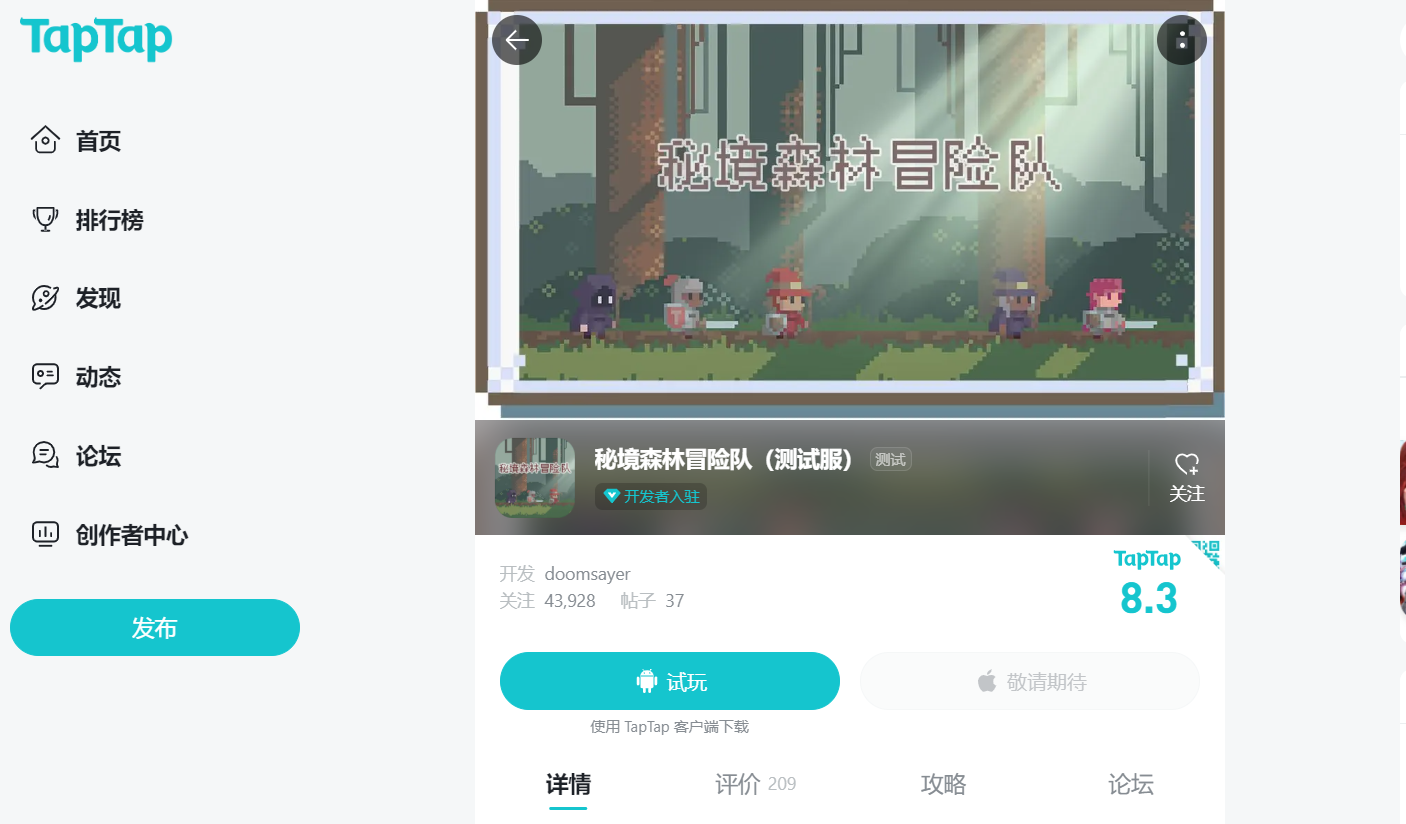 TapTap
首页
排行榜
发现
动态
论坛
创作者中心
发布
秘境森林冒险队
T
秘境森林冒险队
秘境森林冒险队（测试服） 测试
开发者入驻
关注
开发 doomsayer
关注 43,928 帖子 37
TapTap
8.3
试玩
敬请期待
使用 TapTap 客户端下载
详情 评价 209 攻略 论坛